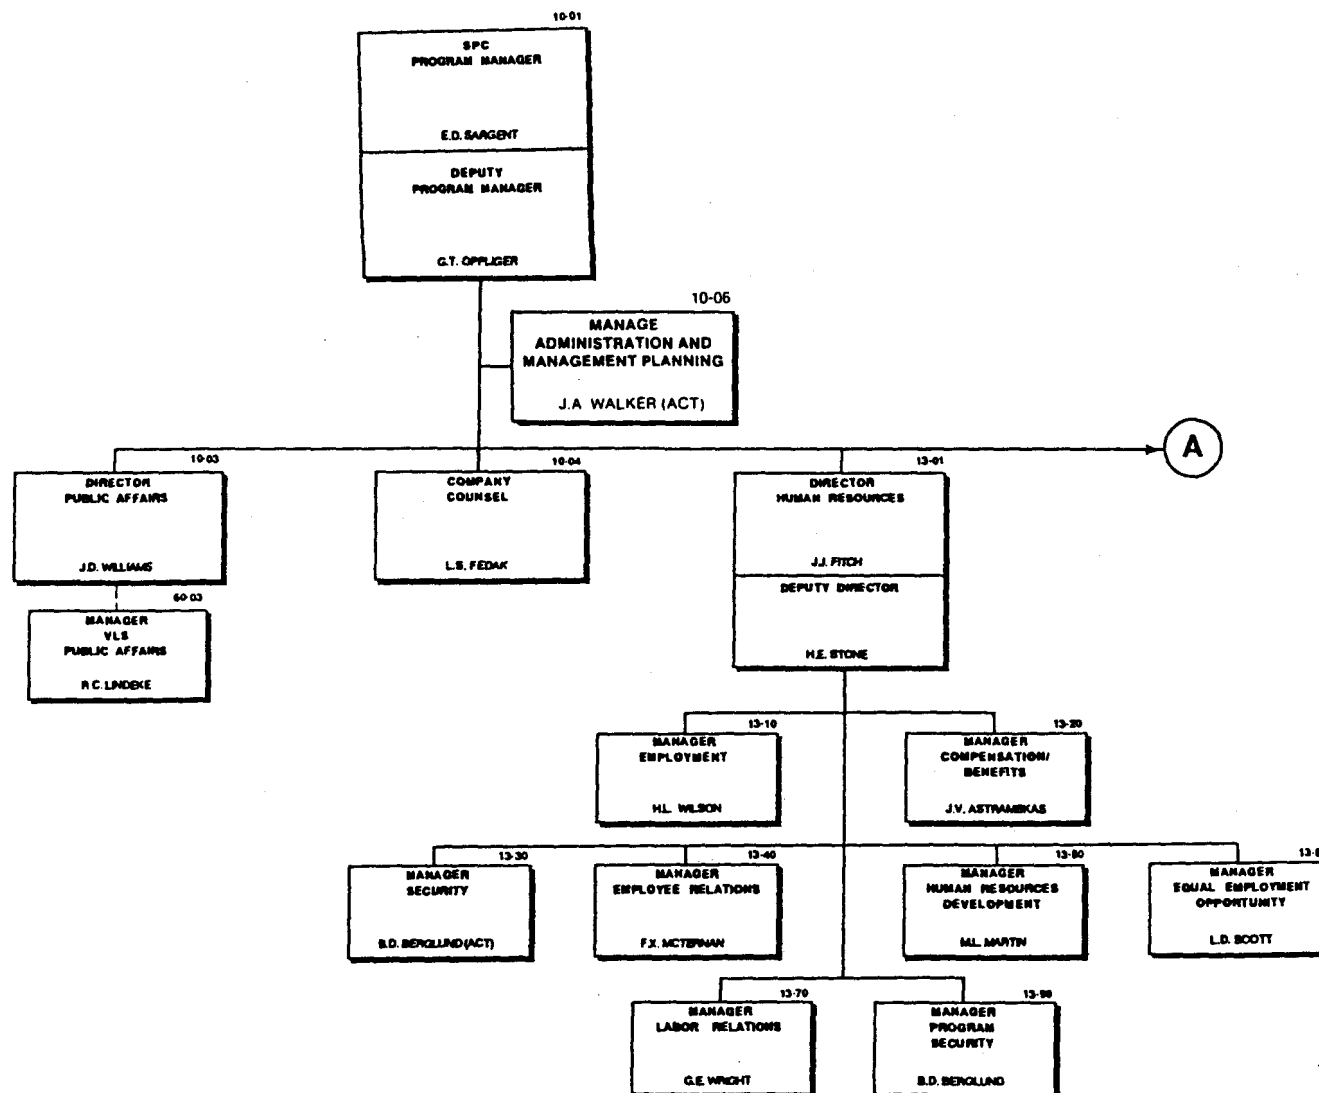 10-01
SPC
PROGRAM MANAGER
E.D. SARGENT
DEPUTY
PROGRAM MANAGER
G.T. OPPLIGER
10-06
MANAGE
ADMINISTRATION AND
MANAGEMENT PLANNING
J.A WALKER (ACT)
A
10-03
DIRECTOR
PUBLIC AFFAIRS
J.D. WILLIAMS
10-04
COMPANY
COUNSEL
L.S. FEDAK
13-01
DIRECTOR
HUMAN RESOURCES
J.J. FITCH
DEPUTY DIRECTOR
H.E. STONE
60-03
MANAGER
VLS
PUBLIC AFFAIRS
R.C. LINDEKE
13-10
MANAGER
EMPLOYMENT
H.L. WILSON
13-20
MANAGER
COMPENSATION/
BENEFITS
J.V. ASTRAMSKAS
13-30
MANAGER
SECURITY
B.D. BERGLUND (ACT)
13-40
MANAGER
EMPLOYEE RELATIONS
F.X. MCTERNAN
MANAGER
HUMAN RESOURCES
DEVELOPMENT
M.L. MARTIN
MANAGER
EQUAL EMPLOYMENT
OPPORTUNITY
L.D. SCOTT
13-70
MANAGER
LABOR RELATIONS
G.E. WRIGHT
MANAGER
PROGRAM
SECURITY
B.D. BERGLUND